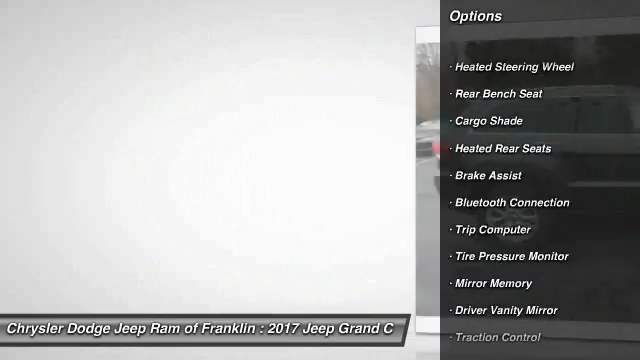 Options
· Heated Steering Wheel
· Rear Bench Seat
· Cargo Shade
· Heated Rear Seats
· Brake Assist
· Bluetooth Connection
· Trip Computer
· Tire Pressure Monitor
· Mirror Memory
· Driver Vanity Mirror
· Traction Control
Chrysler Dodge Jeep Ram of Franklin : 2017 Jeep Grand C